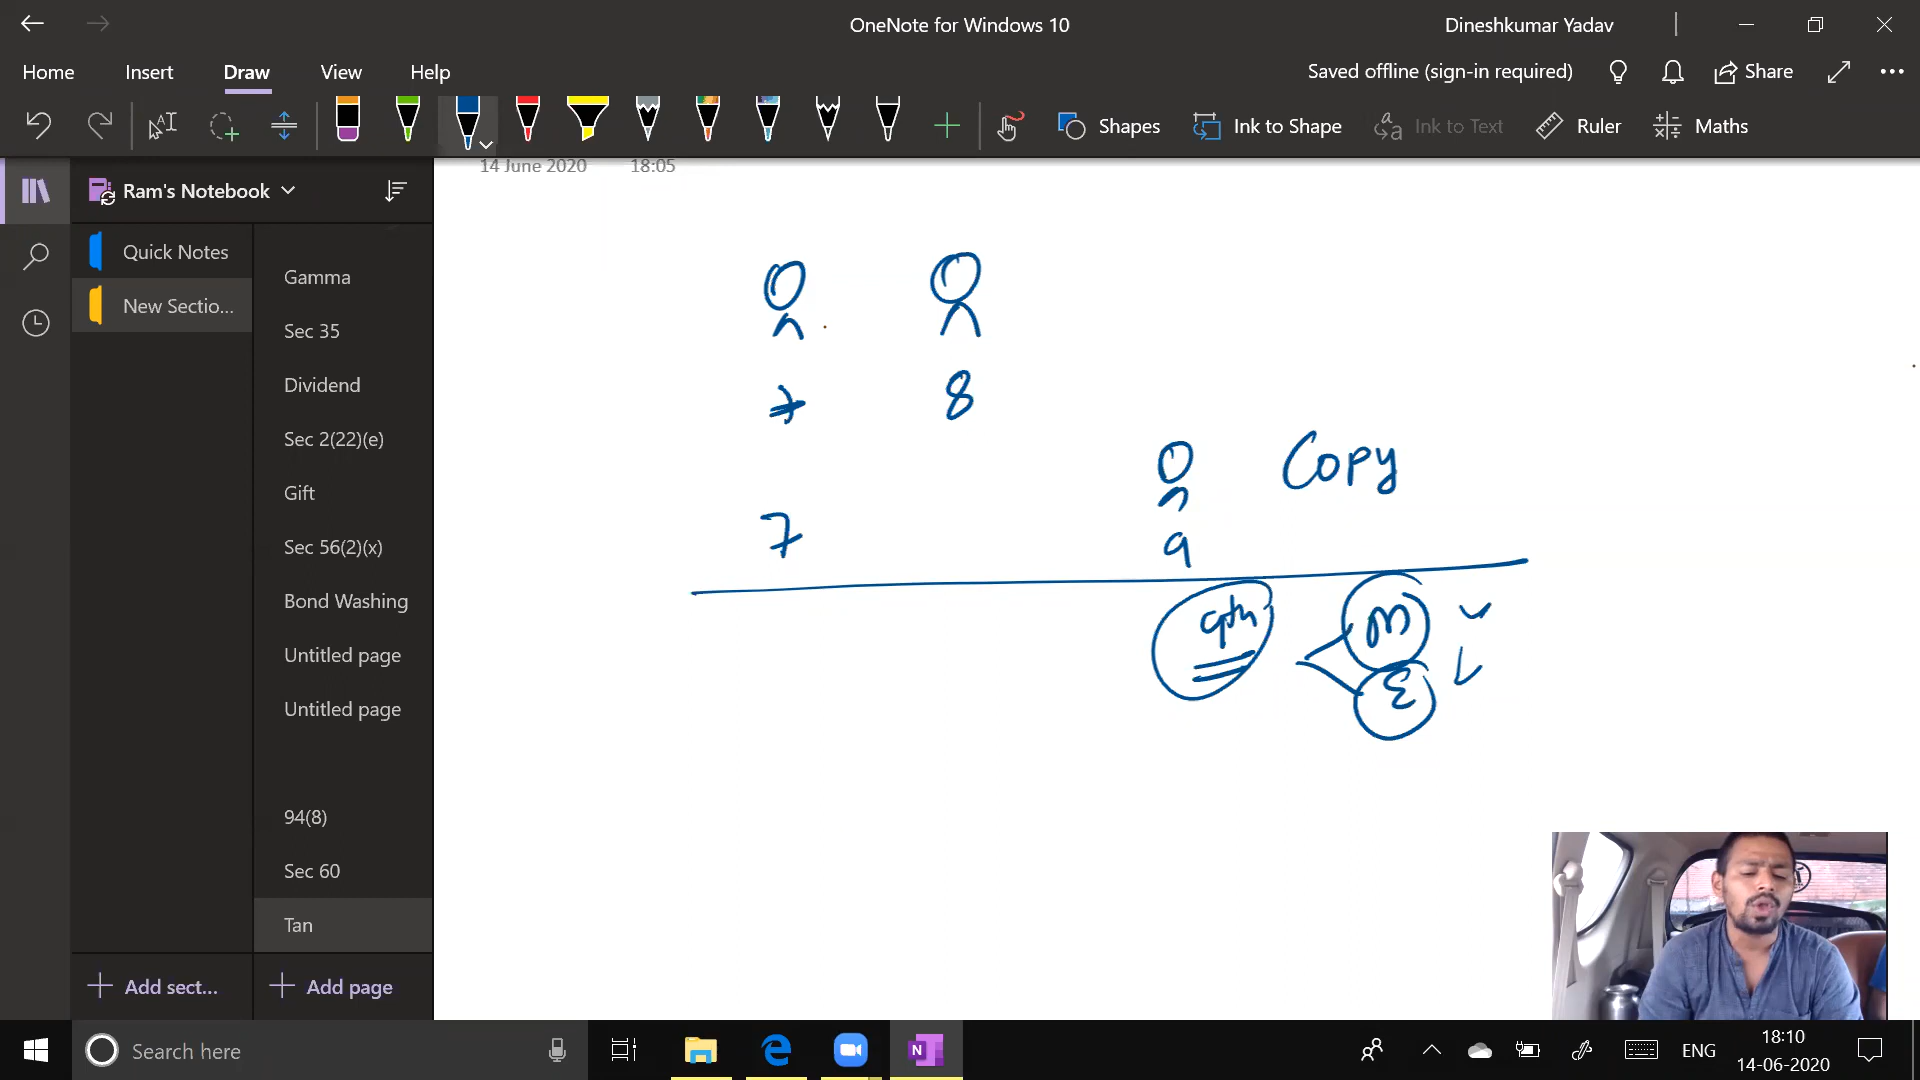 OneNote for Windows 10
Dineshkumar Yadav
Home Insert Draw View Help
Saved offline (sign-in required)
Share
Shapes
Ink to Shape
Ink to Text
Ruler
Maths
14 June 2020 18:05
Ram's Notebook
Quick Notes
New Sectio...
Gamma
Sec 35
Dividend
Sec 2(22)(e)
Gift
Sec 56(2)(x)
Bond Washing
Untitled page
Untitled page
94(8)
Sec 60
Tan
Add sect...
Add page
7 8
Copy
7 9
9th
M
E
Search here
ENG
18:10
14-06-2020